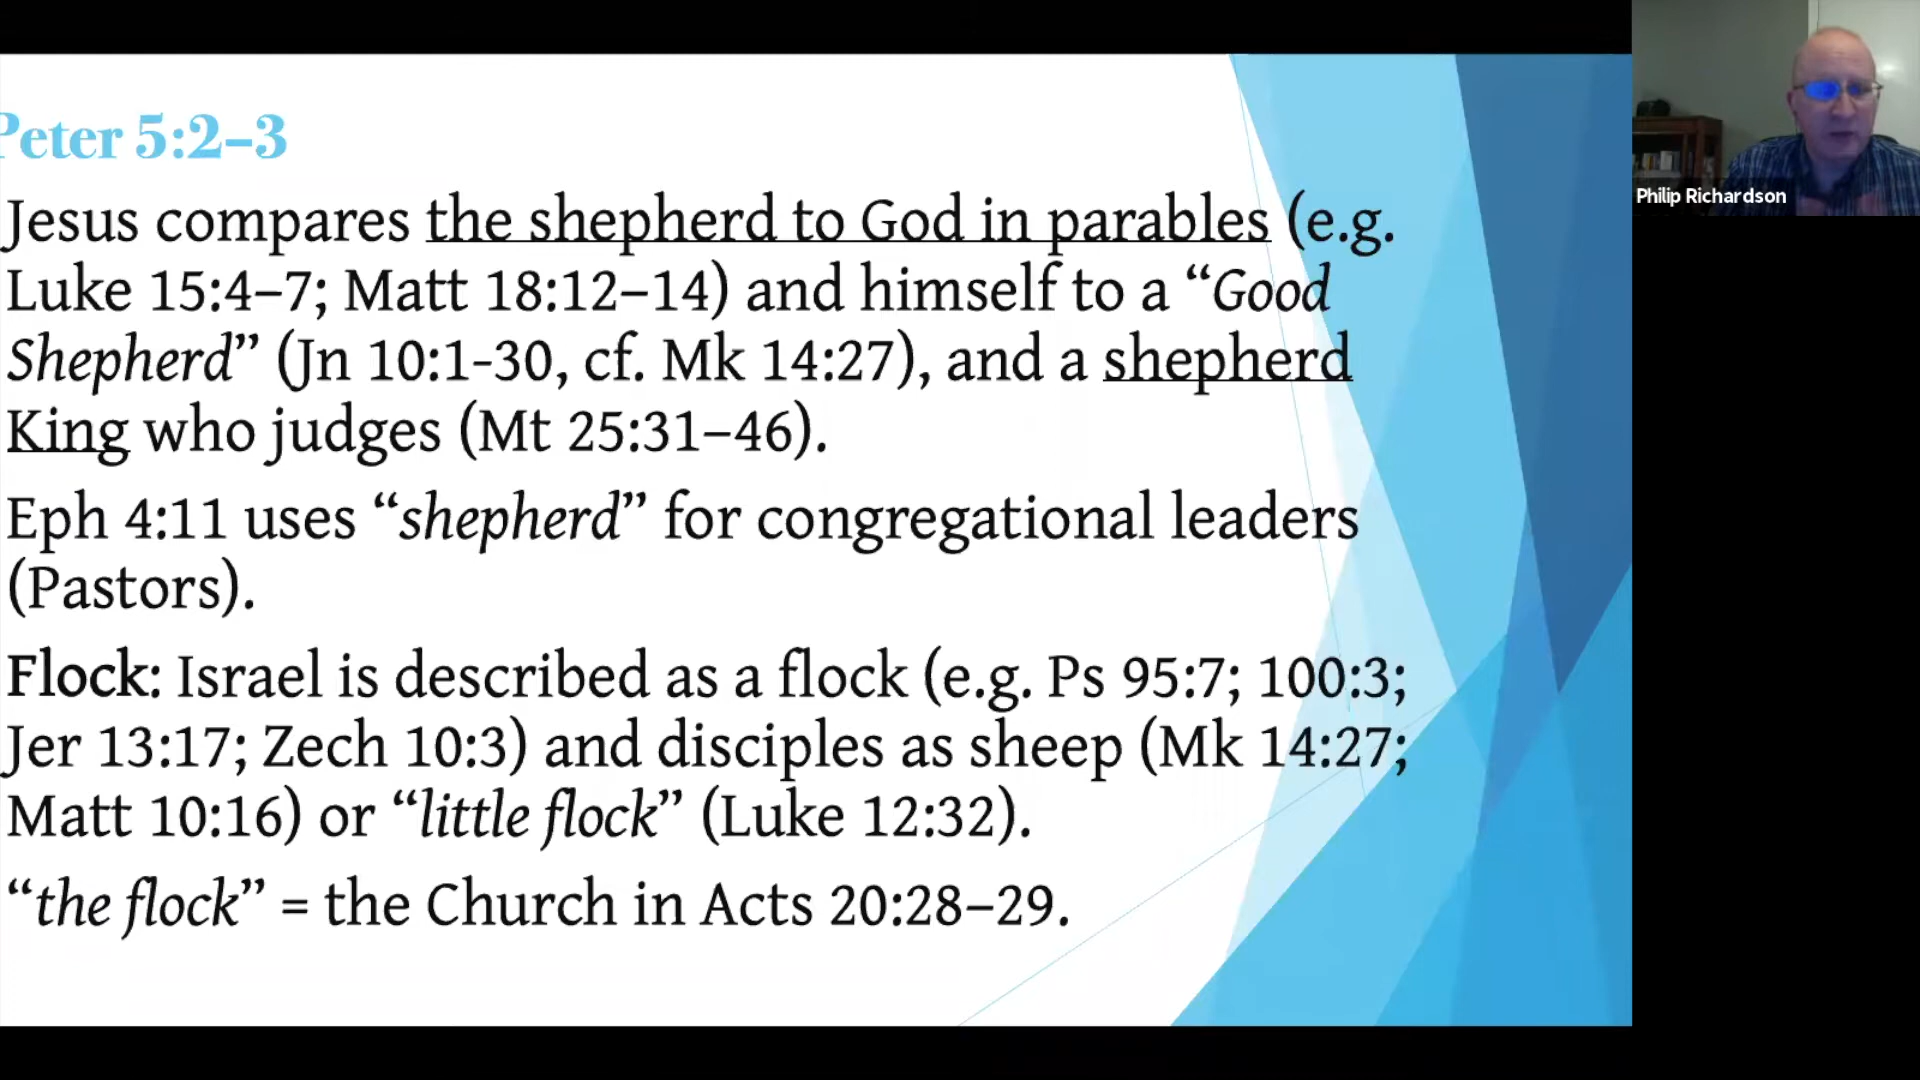 Peter 5:2–3
Jesus compares the shepherd to God in parables (e.g.
Luke 15:4–7; Matt 18:12–14) and himself to a “Good
Shepherd” (Jn 10:1-30, cf. Mk 14:27), and a shepherd
King who judges (Mt 25:31–46).
Eph 4:11 uses “shepherd” for congregational leaders
(Pastors).
Flock: Israel is described as a flock (e.g. Ps 95:7; 100:3;
Jer 13:17; Zech 10:3) and disciples as sheep (Mk 14:27;
Matt 10:16) or “little flock” (Luke 12:32).
“the flock” = the Church in Acts 20:28–29.
Philip Richardson